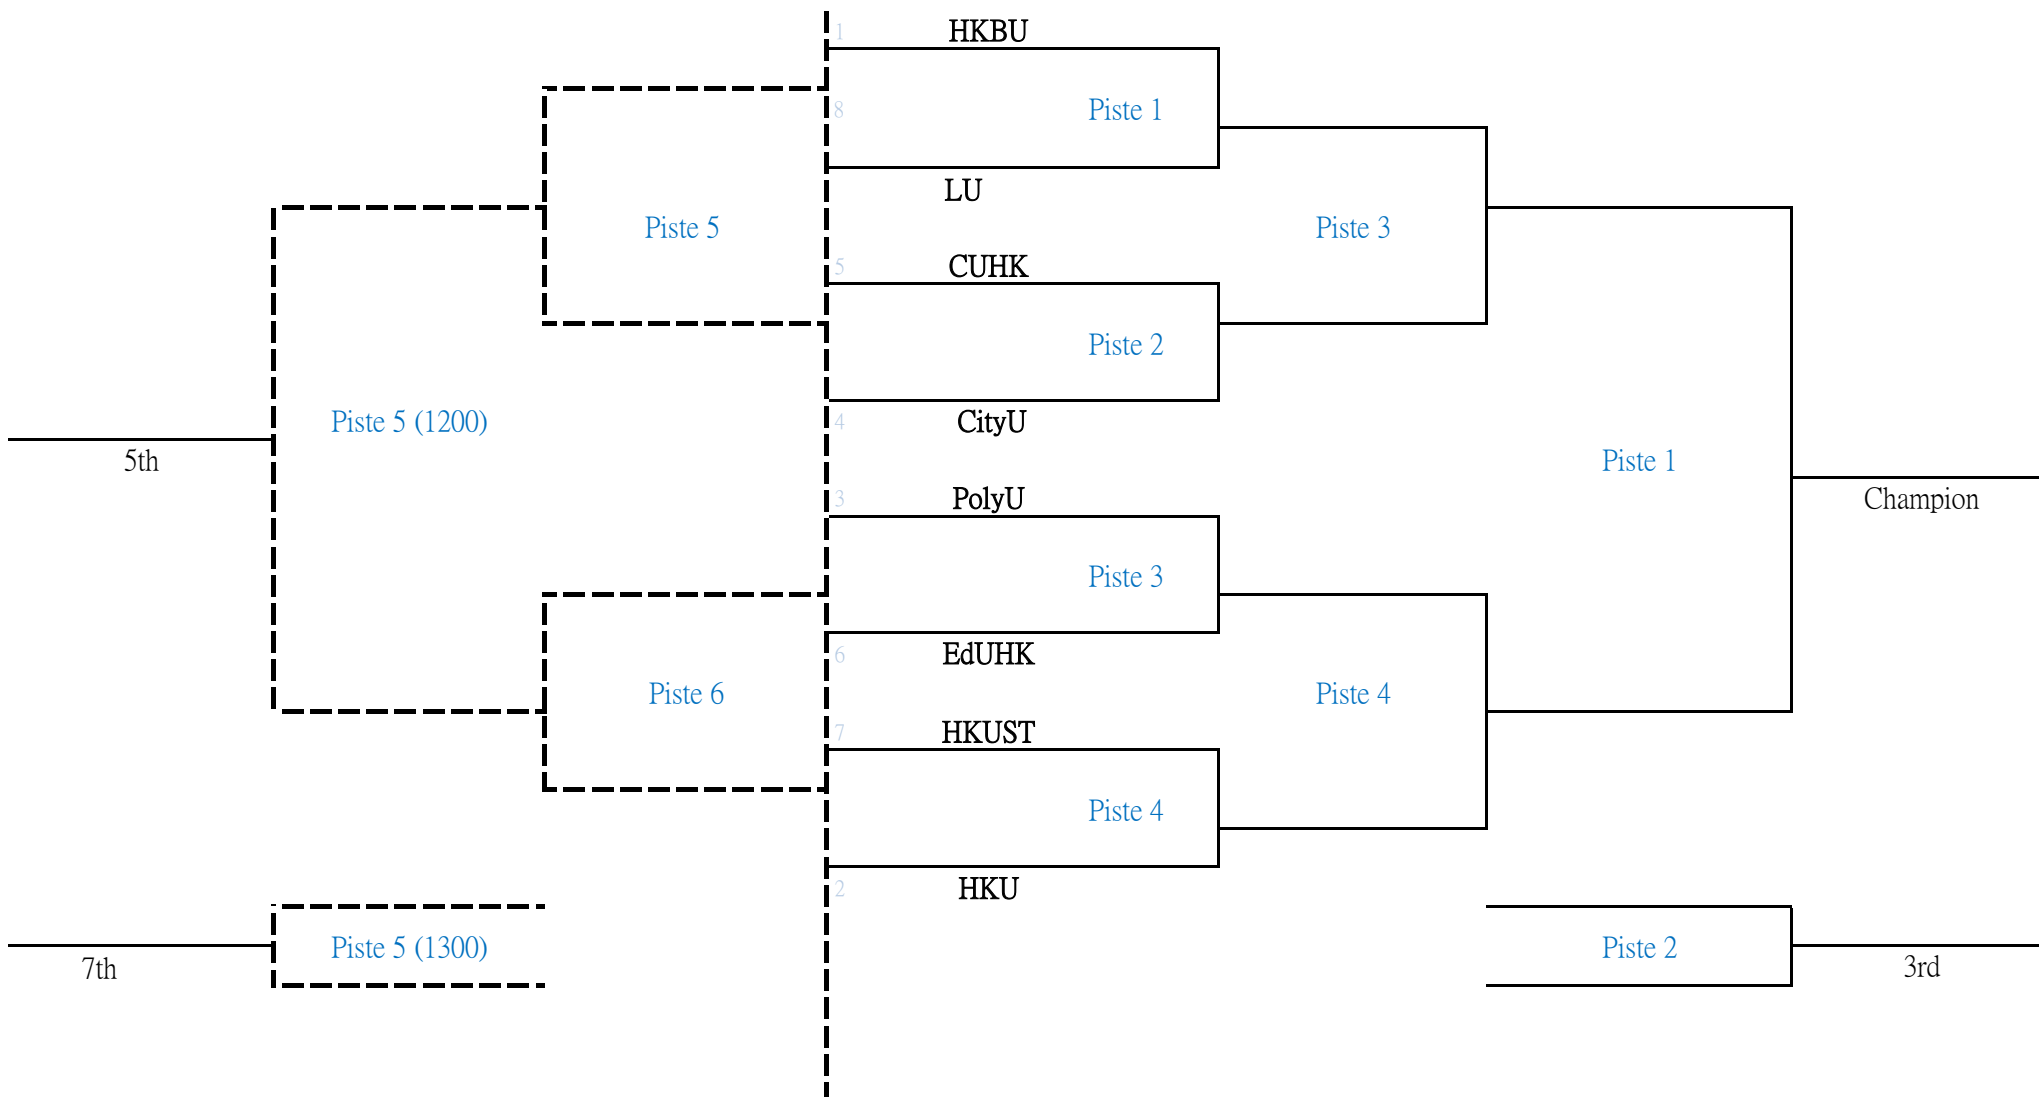 1
HKBU
8
Piste 1
LU
Piste 5
Piste 3
5
CUHK
Piste 2
4
CityU
Piste 5 (1200)
5th
Piste 1
3
PolyU
Champion
Piste 3
6
EdUHK
Piste 6
Piste 4
7
HKUST
Piste 4
2
HKU
Piste 5 (1300)
7th
Piste 2
3rd